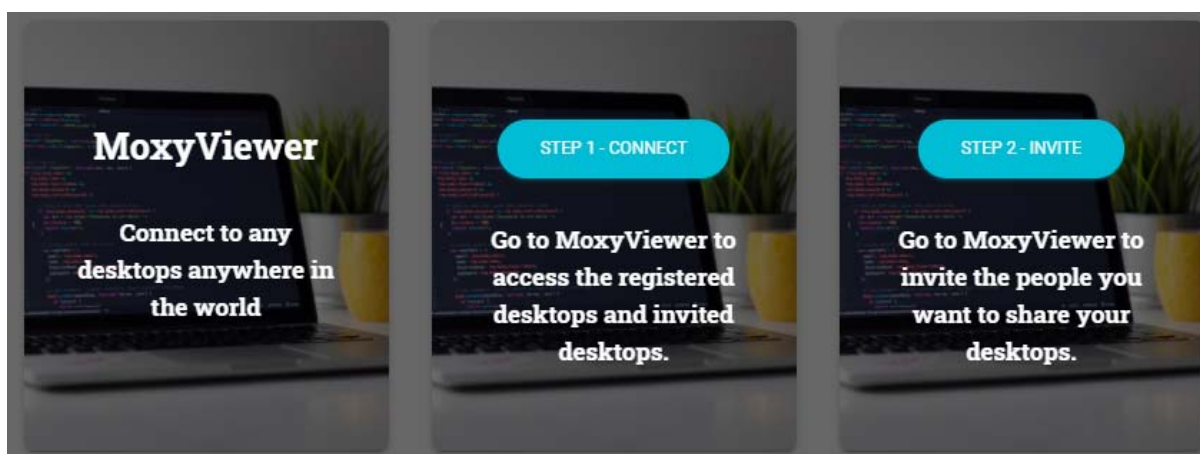 MoxyViewer
Connect to any
desktops anywhere in
the world
STEP 1 - CONNECT
Go to MoxyViewer to
access the registered
desktops and invited
desktops.
STEP 2 - INVITE
Go to MoxyViewer to
invite the people you
want to share your
desktops.